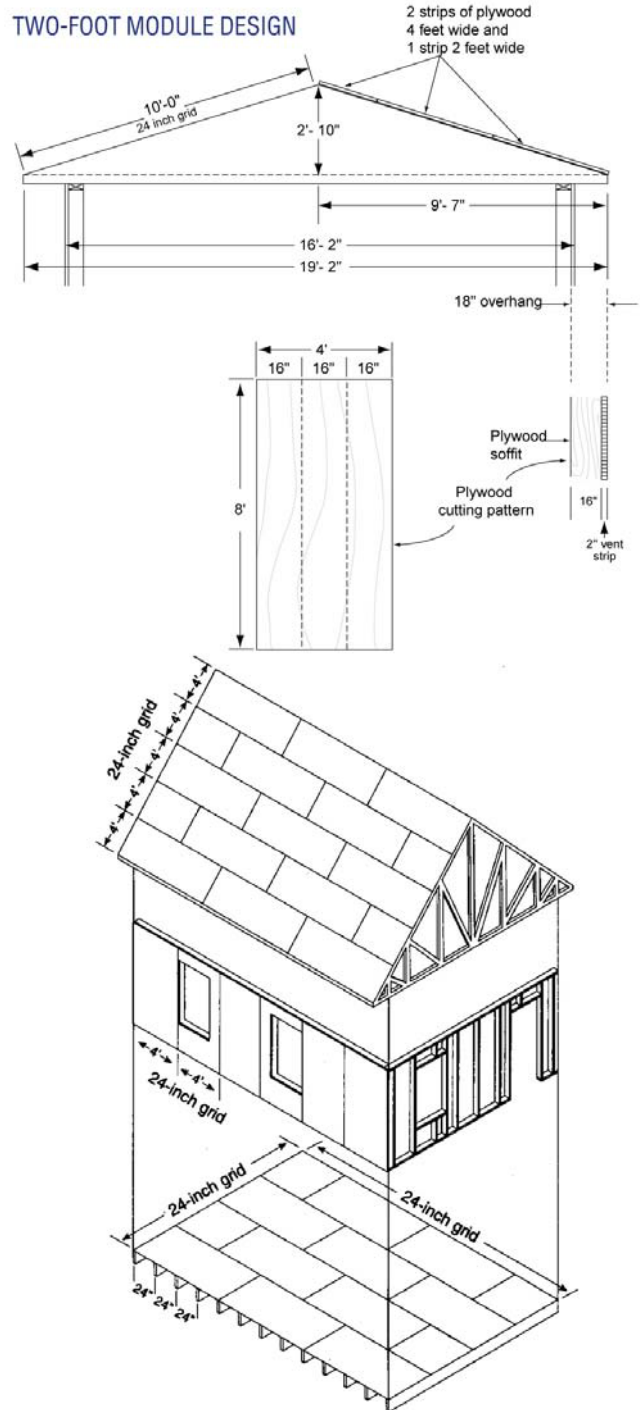 TWO-FOOT MODULE DESIGN
2 strips of plywood
4 feet wide and
1 strip 2 feet wide
10'-0"
24 inch grid
2'- 10"
9'- 7"
16'- 2"
19'- 2"
18" overhang
4'
16" 16" 16"
8'
Plywood
soffit
Plywood
cutting pattern
16"
2" vent
strip
24-inch grid
4'
4'
4'
4'
4'
4'
4'
24-inch grid
24-inch grid
24-inch grid
24" 24" 24"